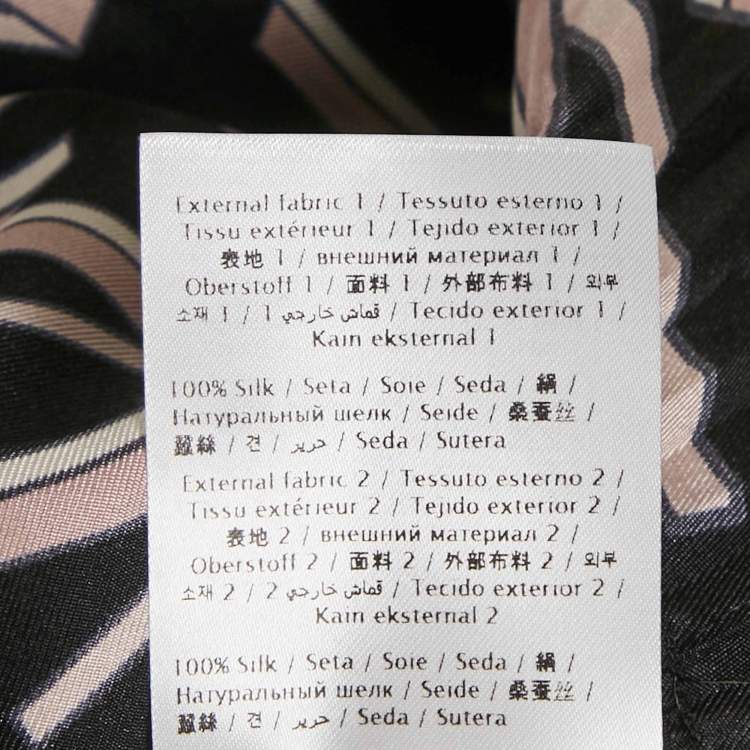 External fabric 1 / Tessuto esterno 1 /
Tissu extérieur 1 / Tejido exterior 1 /
表地 1 / внешний материал 1 /
Oberstoff 1 / 面料 1 / 外部布料 1 / 외부
소재 1 / 1 قماش خارجي / Tecido exterior 1 /
Kain eksternal 1
100% Silk / Seta / Soie / Seda / 絹 /
Натуральный шелк / Seide / 桑蚕丝 /
蠶絲 / 견 / حرير / Seda / Sutera
External fabric 2 / Tessuto esterno 2 /
Tissu extérieur 2 / Tejido exterior 2 /
表地 2 / внешний материал 2 /
Oberstoff 2 / 面料 2 / 外部布料 2 / 외부
소재 2 / 2 قماش خارجي / Tecido exterior 2 /
Kain eksternal 2
100% Silk / Seta / Soie / Seda / 絹 /
Натуральный шелк / Seide / 桑蚕丝 /
蠶絲 / 견 / حرير / Seda / Sutera